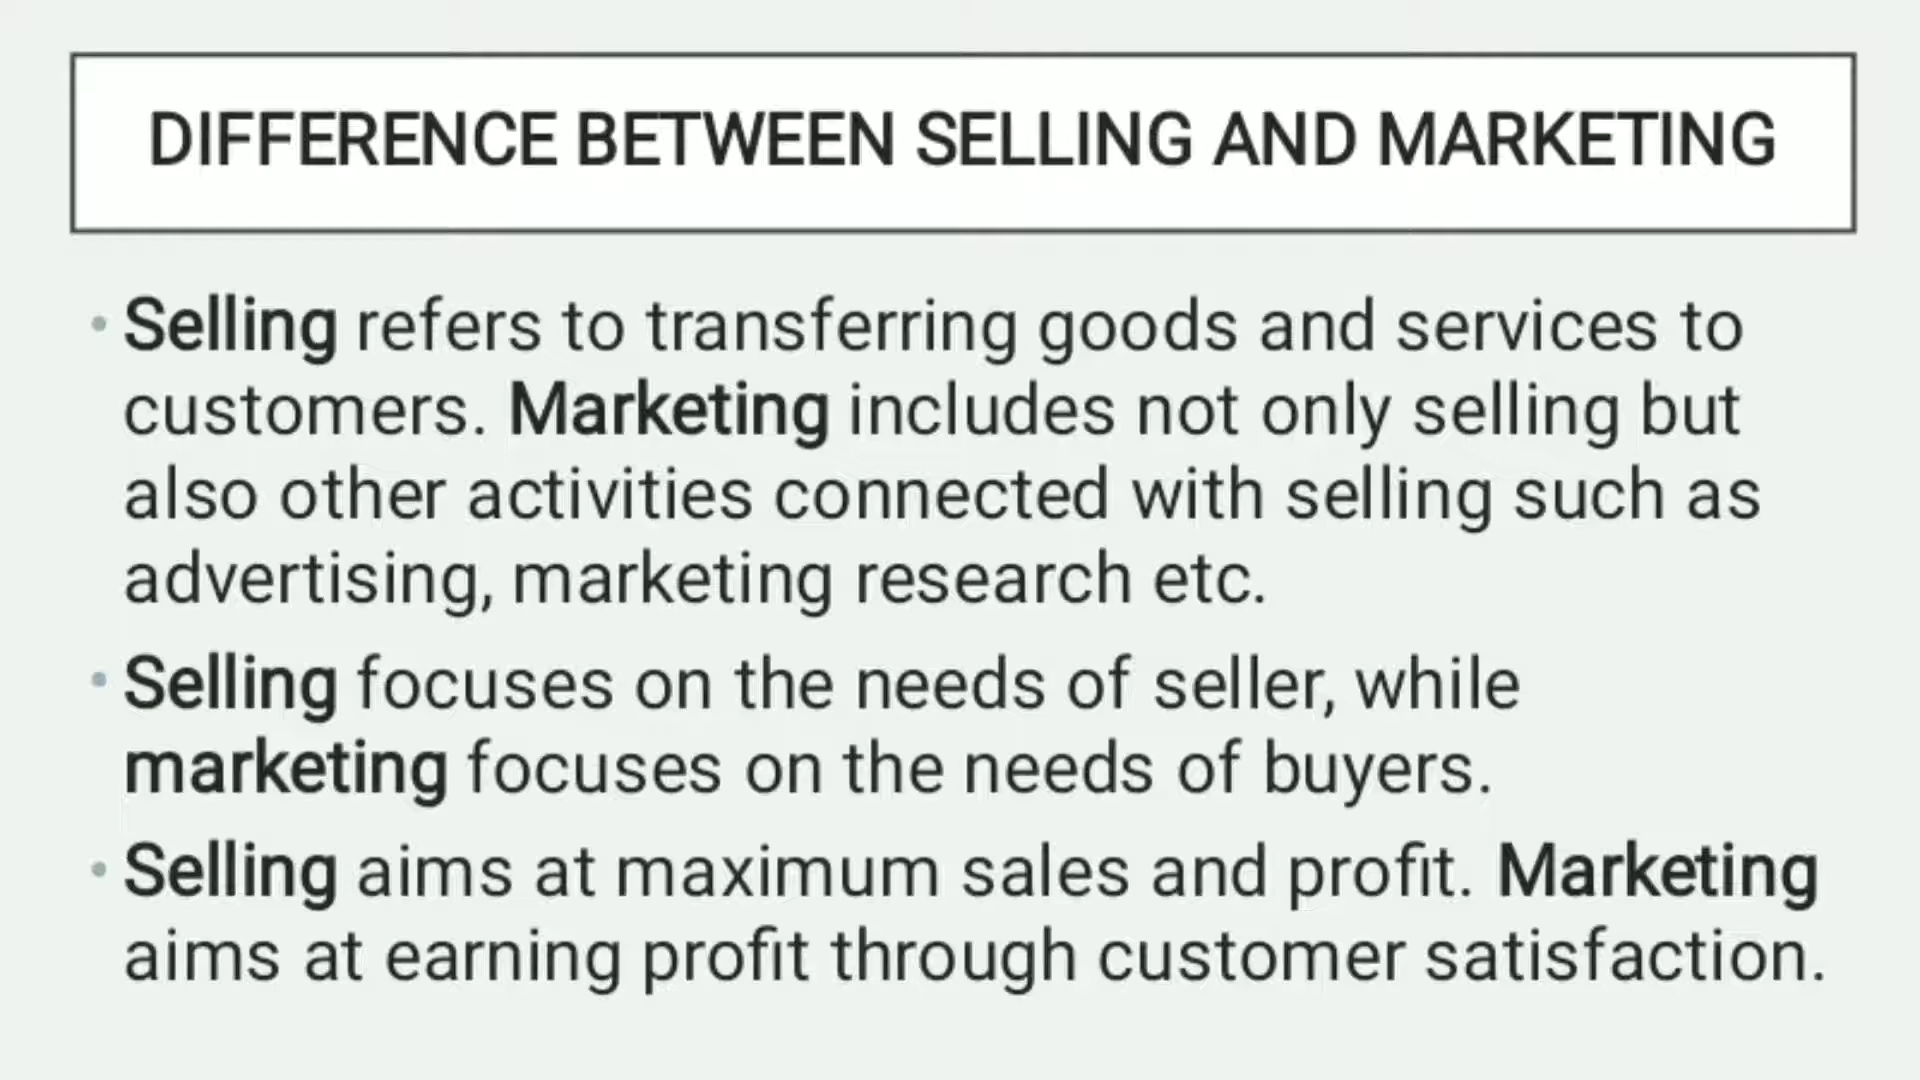 DIFFERENCE BETWEEN SELLING AND MARKETING
• Selling refers to transferring goods and services to
customers. Marketing includes not only selling but
also other activities connected with selling such as
advertising, marketing research etc.
• Selling focuses on the needs of seller, while
marketing focuses on the needs of buyers.
• Selling aims at maximum sales and profit. Marketing
aims at earning profit through customer satisfaction.